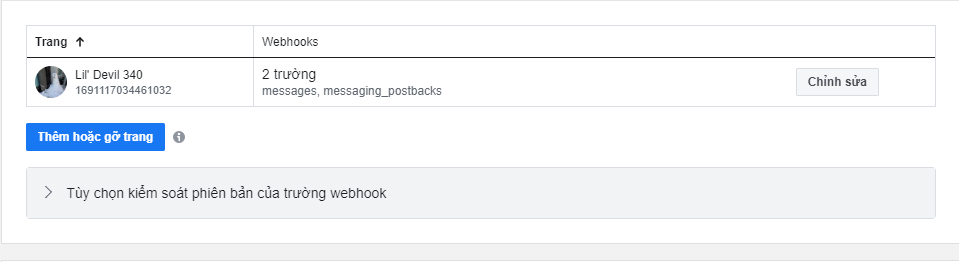 Trang
Webhooks
Lil' Devil 340
1691117034461032
2 trường
messages, messaging_postbacks
Chỉnh sửa
Thêm hoặc gỡ trang
Tùy chọn kiểm soát phiên bản của trường webhook